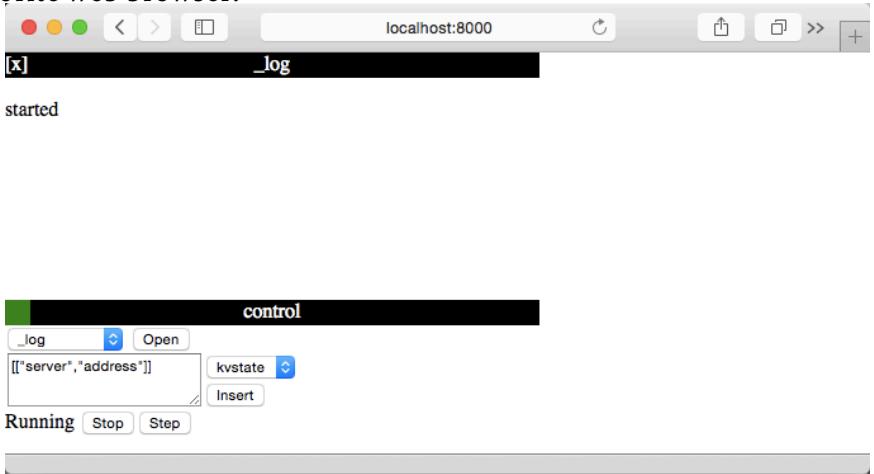 localhost:8000
[x] _log
started
control
_log Open
[["server","address"]] kvstate
Insert
Running Stop Step